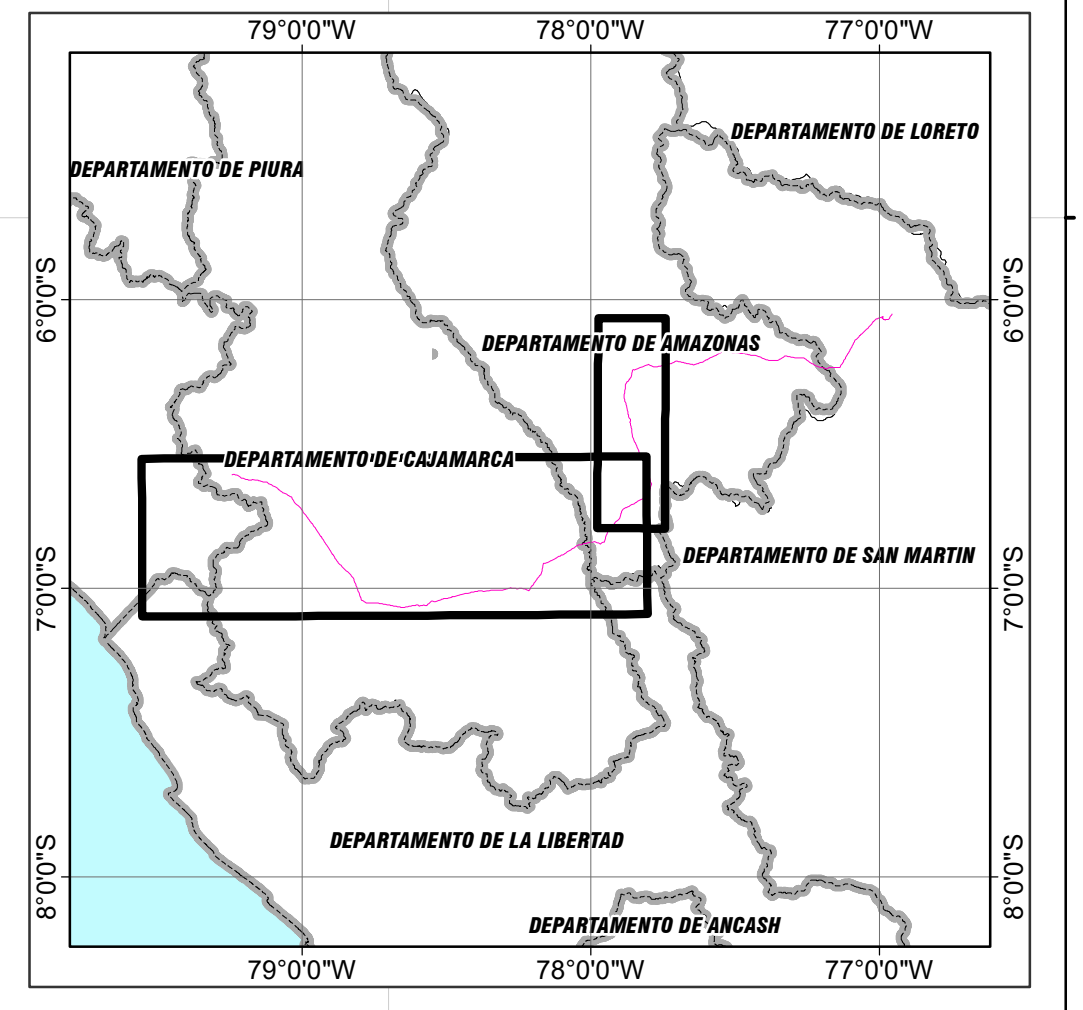 79°0'0"W
78°0'0"W
77°0'0"W
DEPARTAMENTO DE LORETO
DEPARTAMENTO DE PIURA
6°0'0"S
6°0'0"S
DEPARTAMENTO DE AMAZONAS
DEPARTAMENTO DE CAJAMARCA
DEPARTAMENTO DE SAN MARTIN
7°0'0"S
7°0'0"S
DEPARTAMENTO DE LA LIBERTAD
8°0'0"S
8°0'0"S
DEPARTAMENTO DE ANCASH
79°0'0"W
78°0'0"W
77°0'0"W